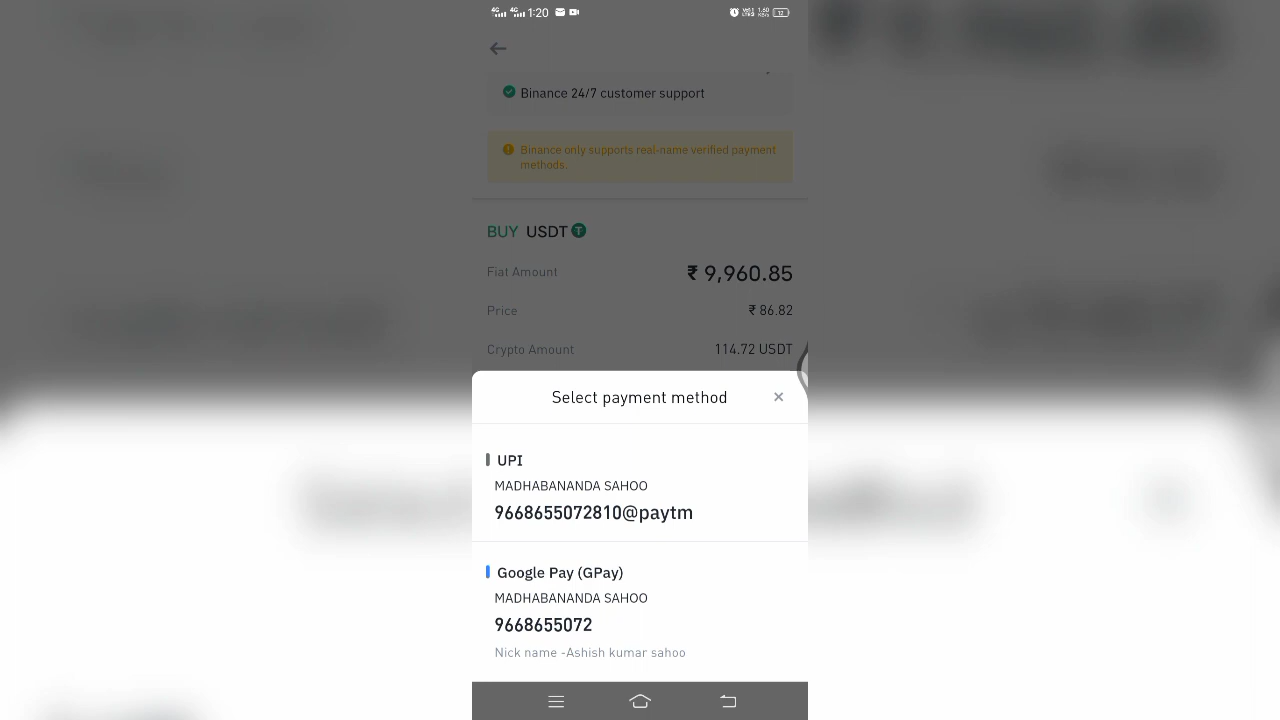 1:20
12
Binance 24/7 customer support
Binance only supports real-name verified payment
methods.
BUY USDT
Fiat Amount
₹ 9,960.85
Price
₹ 86.82
Crypto Amount
114.72 USDT
Select payment method
UPI
MADHABANANDA SAHOO
9668655072810@paytm
Google Pay (GPay)
MADHABANANDA SAHOO
9668655072
Nick name -Ashish kumar sahoo